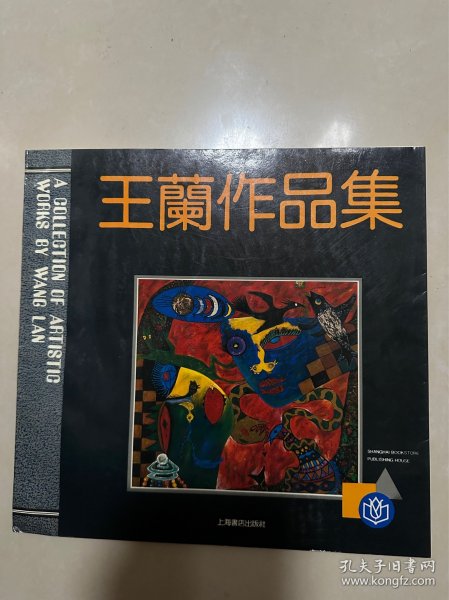 王蘭作品集
A COLLECTION OF ARTISTIC
WORKS BY WANG LAN
SHANGHAI BOOKSTORE
PUBLISHING HOUSE
上海書店出版社
孔夫子旧书网
www.kongfz.com